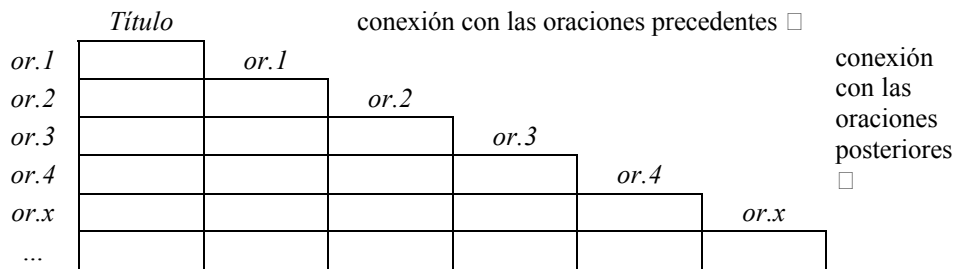 Título conexión con las oraciones precedentes □
or.1 or.1 conexión
con las
or.2 or.2 oraciones
or.3 or.3 posteriores
or.4 or.4 □
or.x or.x
...